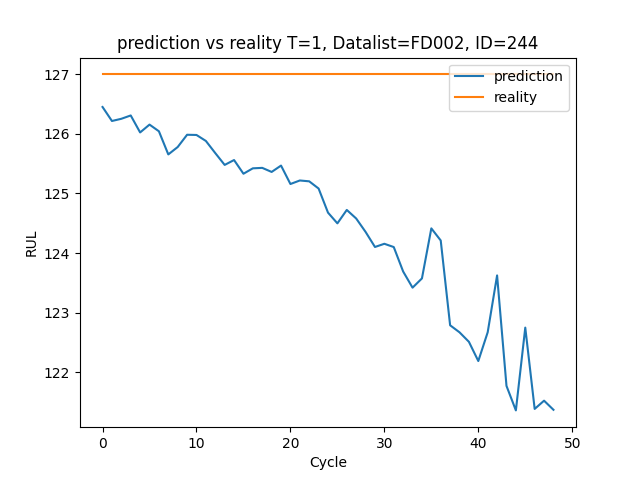 prediction vs reality T=1, Datalist=FD002, ID=244
127
126
125
124
123
122
RUL
prediction
reality
0 10 20 30 40 50
Cycle